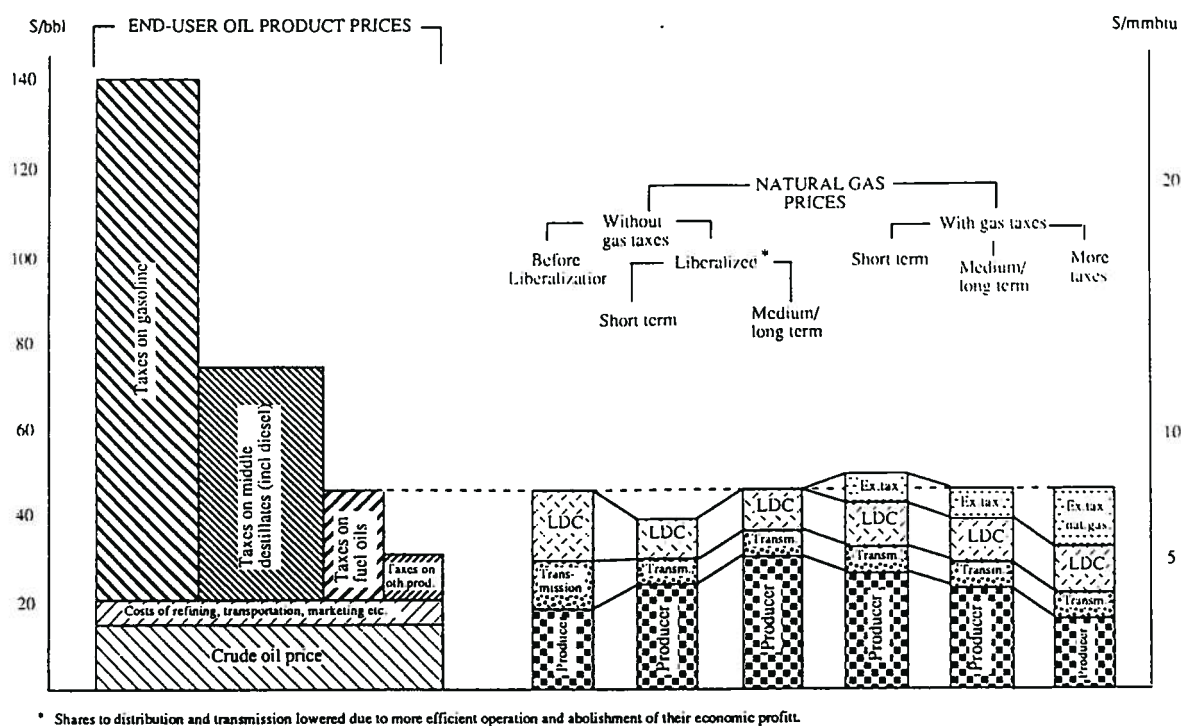 $/bbl
END-USER OIL PRODUCT PRICES
$/mmbtu
140
120
100
80
60
40
20
20
10
5
NATURAL GAS
PRICES
Without
gas taxes
With gas taxes
Before
Liberalization
Liberalized *
Short term
Medium/
long term
More
taxes
Short term
Medium/
long term
Taxes on gasoline
Taxes on middle
destillates (incl diesel)
Taxes on
fuel oils
Taxes on
oth prod.
Costs of refining, transportation, marketing etc.
Crude oil price
LDC
Trans-
mission
Producer
LDC
Transm.
Producer
LDC
Transm.
Producer
Ex.tax
LDC
Transm.
Producer
Ex.tax
LDC
Transm.
Producer
Ex.tax
nat.gas
LDC
Transm
Producer
* Shares to distribution and transmission lowered due to more efficient operation and abolishment of their economic profitt.